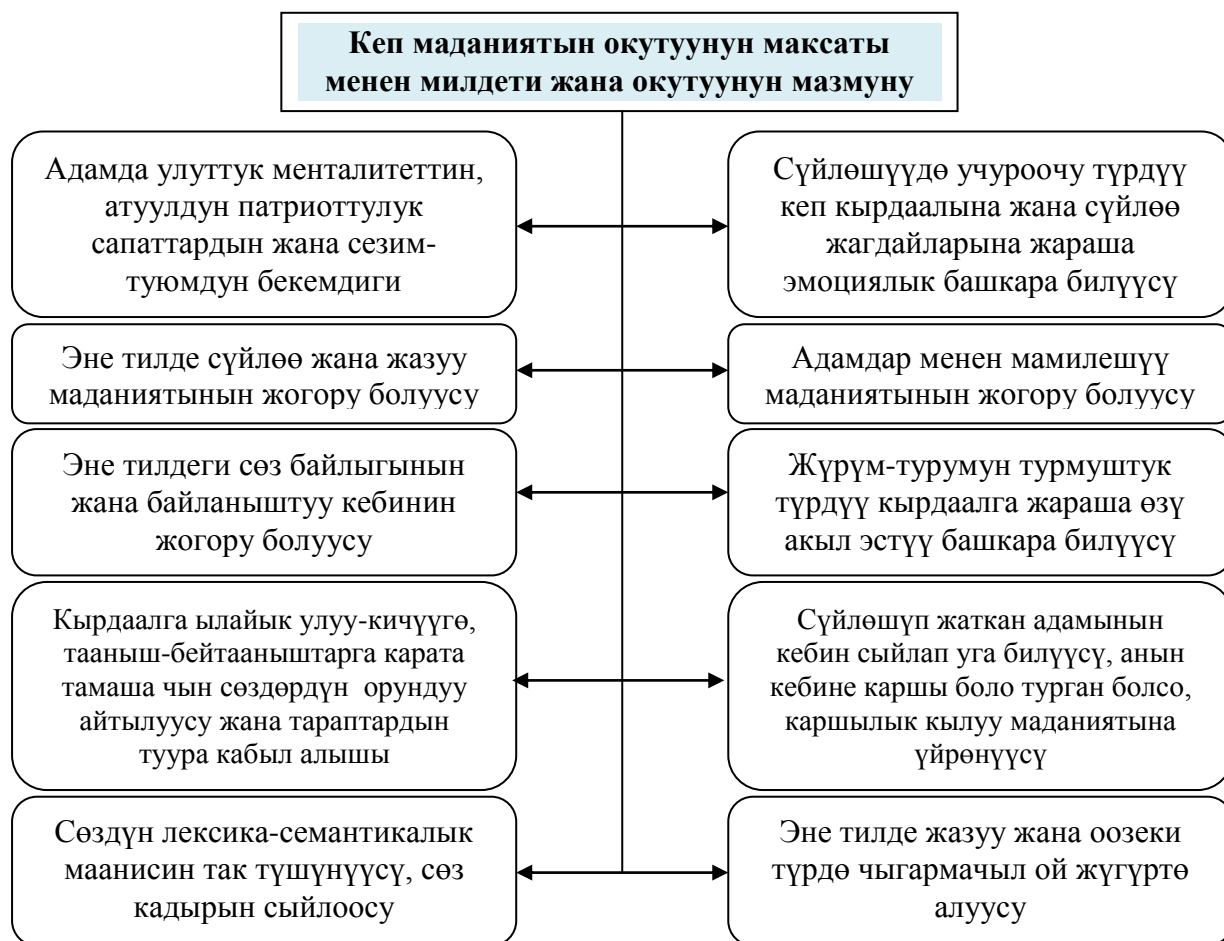 Кеп маданиятын окутуунун максаты
менен милдети жана окутуунун мазмуну
Адамда улуттук менталитеттин,
атуулдун патриоттулук
сапаттардын жана сезим-
туюмдун бекемдиги
Сүйлөшүүдө учуроочу түрдүү
кеп кырдаалына жана сүйлөө
жагдайларына жараша
эмоциялык башкара билүүсү
Эне тилде сүйлөө жана жазуу
маданиятынын жогору болуусу
Адамдар менен мамилешүү
маданиятынын жогору болуусу
Эне тилдеги сөз байлыгынын
жана байланыштуу кебинин
жогору болуусу
Жүрүм-турумун турмуштук
түрдүү кырдаалга жараша өзү
акыл эстүү башкара билүүсү
Кырдаалга ылайык улуу-кичүүгө,
тааныш-бейтааныштарга карата
тамаша чын сөздөрдүн орундуу
айтылуусу жана тараптардын
туура кабыл алышы
Сүйлөшүп жаткан адамынын
кебин сыйлап уга билүүсү, анын
кебине каршы боло турган болсо,
каршылык кылуу маданиятына
үйрөнүүсү
Сөздүн лексика-семантикалык
маанисин так түшүнүүсү, сөз
кадырын сыйлоосу
Эне тилде жазуу жана оозеки
түрдө чыгармачыл ой жүгүртө
алуусу